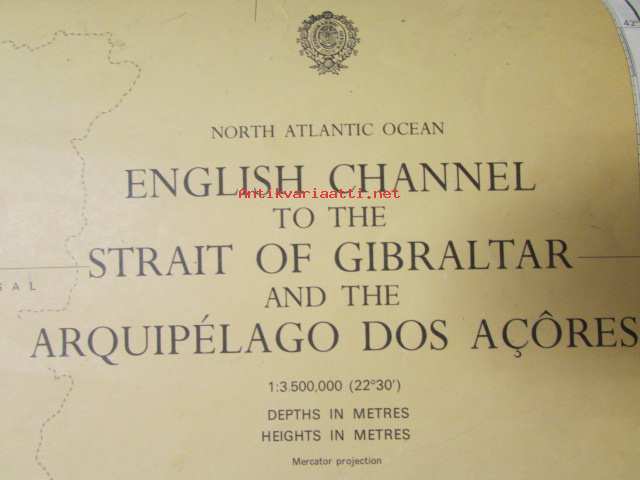 NORTH ATLANTIC OCEAN
ENGLISH CHANNEL
Antikvariaatti.net
TO THE
STRAIT OF GIBRALTAR
GAL
AND THE
ARQUIPÉLAGO DOS AÇÔRES
1:3,500,000 (22°30')
DEPTHS IN METRES
HEIGHTS IN METRES
Mercator projection